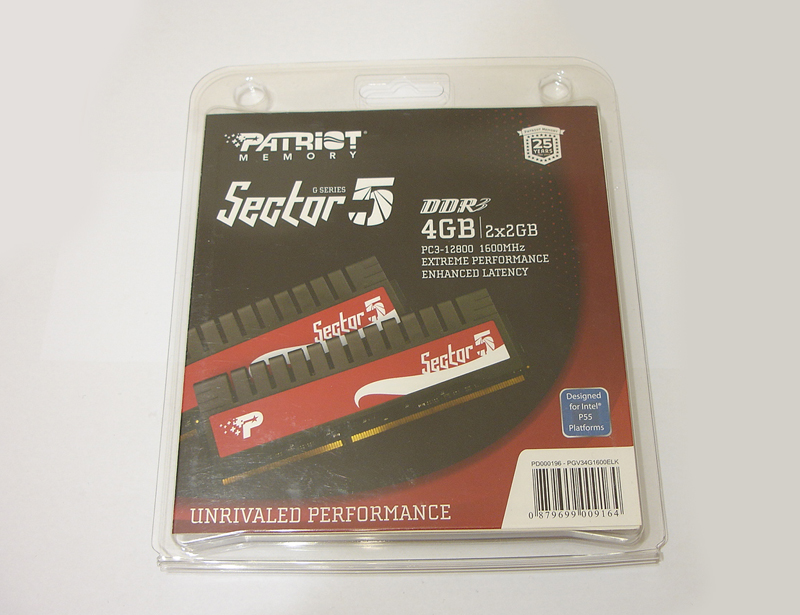 PATRIOT
MEMORY
25
YEARS
G SERIES
Sector 5
DDR3
4GB | 2x2GB
PC3-12800 1600MHz
EXTREME PERFORMANCE
ENHANCED LATENCY
Sector 5
Sector 5
P
Designed
for Intel®
P55
Platforms
PD000196 - PGV34G1600ELK
0 879699 009164
UNRIVALED PERFORMANCE